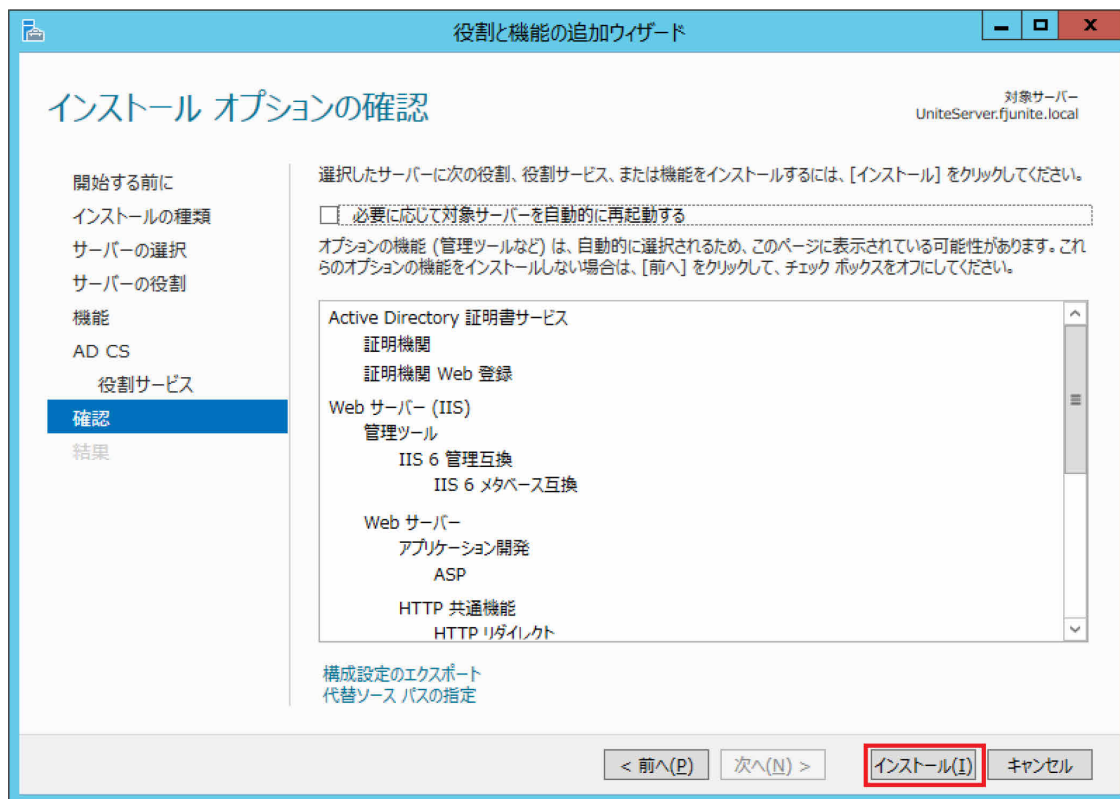 役割と機能の追加ウィザード
インストール オプションの確認
対象サーバー
UniteServer.fjunite.local
開始する前に
インストールの種類
サーバーの選択
サーバーの役割
機能
AD CS
役割サービス
確認
結果
選択したサーバーに次の役割、役割サービス、または機能をインストールするには、[インストール] をクリックしてください。
必要に応じて対象サーバーを自動的に再起動する
オプションの機能 (管理ツールなど) は、自動的に選択されるため、このページに表示されている可能性があります。これ
らのオプションの機能をインストールしない場合は、[前へ] をクリックして、チェック ボックスをオフにしてください。
Active Directory 証明書サービス
証明機関
証明機関 Web 登録
Web サーバー (IIS)
管理ツール
IIS 6 管理互換
IIS 6 メタベース互換
Web サーバー
アプリケーション開発
ASP
HTTP 共通機能
HTTP リダイレクト
構成設定のエクスポート
代替ソース パスの指定
< 前へ(P)
次へ(N) >
インストール(I)
キャンセル